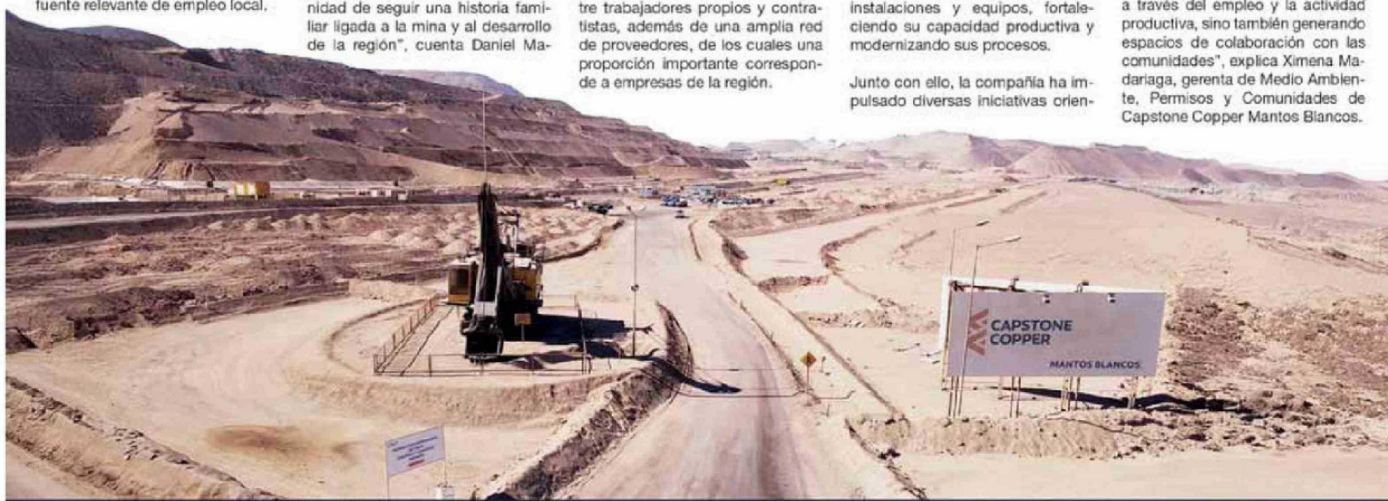 fuente relevante de empleo local.
nidad de seguir una historia fami-
liar ligada a la mina y al desarrollo
de la región", cuenta Daniel Ma-
tre trabajadores propios y contra-
tistas, además de una amplia red
de proveedores, de los cuales una
proporción importante correspon-
de a empresas de la región.
instalaciones y equipos, fortale-
ciendo su capacidad productiva y
modernizando sus procesos.
Junto con ello, la compañía ha im-
pulsado diversas iniciativas orien-
a través del empleo y la actividad
productiva, sino también generando
espacios de colaboración con las
comunidades", explica Ximena Ma-
dariaga, gerenta de Medio Ambien-
te, Permisos y Comunidades de
Capstone Copper Mantos Blancos.
CAPSTONE
COPPER
MANTOS BLANCOS